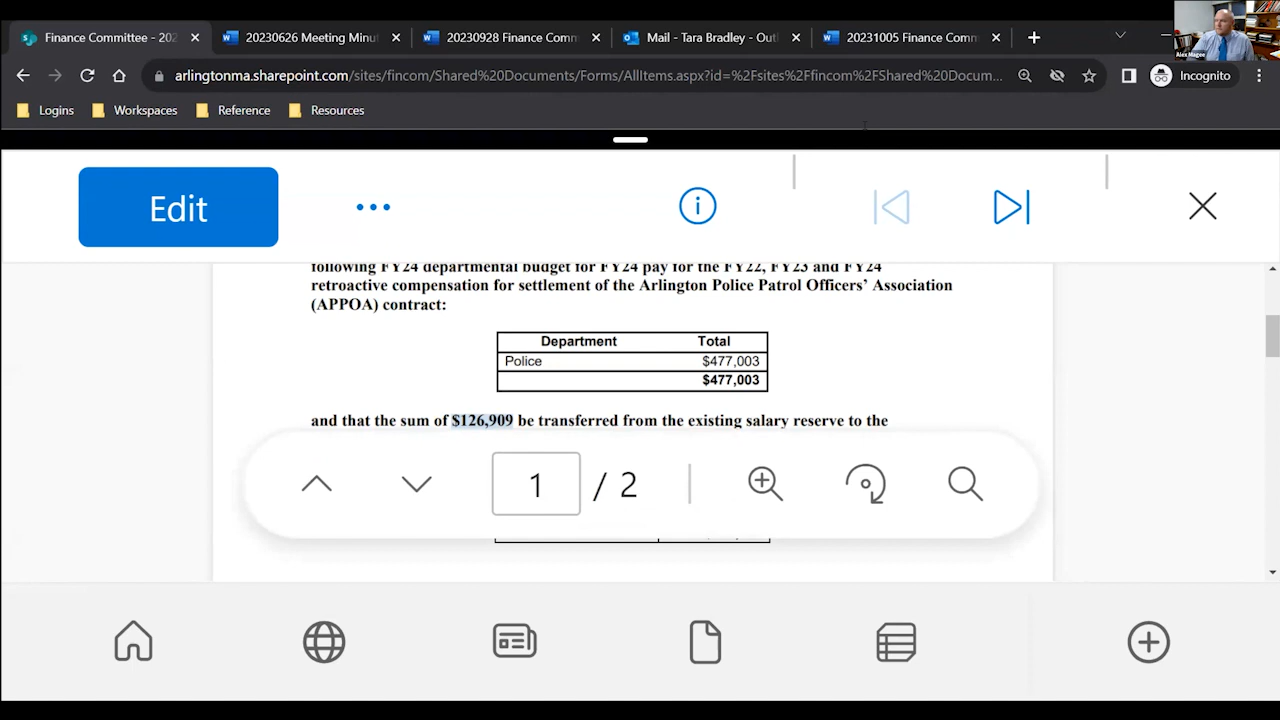 Finance Committee - 202
20230626 Meeting Minut
20230928 Finance Comm
Mail - Tara Bradley - Outl
20231005 Finance Comm
Alex Magee
arlingtonma.sharepoint.com/sites/fincom/Shared%20Documents/Forms/AllItems.aspx?id=%2Fsites%2Ffincom%2FShared%20Docum...
Incognito
Logins
Workspaces
Reference
Resources
Edit
following FY24 departmental budget for FY24 pay for the FY22, FY23 and FY24
retroactive compensation for settlement of the Arlington Police Patrol Officers' Association
(APPOA) contract:
Department Total
Police $477,003
$477,003
and that the sum of $126,909 be transferred from the existing salary reserve to the
1 / 2